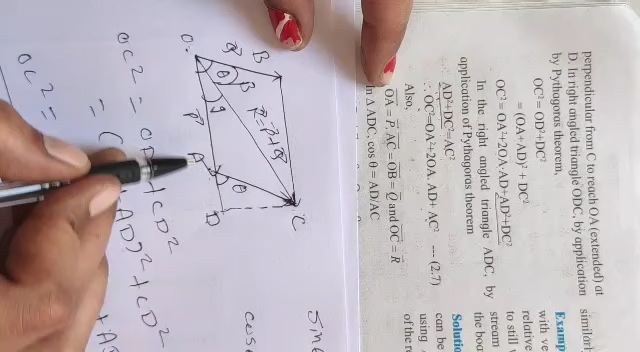 perpendicular from C to reach OA (extended) at
D. In right angled triangle ODC, by application
by Pythagoras theorem,
OC² = OD²+DC²
= (OA+AD)² + DC²
OC² = OA²+2OA·AD+AD²+DC²
In the right angled triangle ADC, by
application of Pythagoras theorem
AD²+DC²=AC²
∴ OC²=OA²+2OA. AD+ AC² --- (2.7)
Also,
OA = P, AC = OB = Q and OC = R
In Δ ADC, cos θ = AD/AC
similar
Examp
with ve
relative
to still
stream
the boa
Solutio
can be
using
of the r
O
B
Q
θ
P
R = P + Q
A
θ
D
C
OC2 =
+ CD2
=
AD)2 + CD2
OC2 =